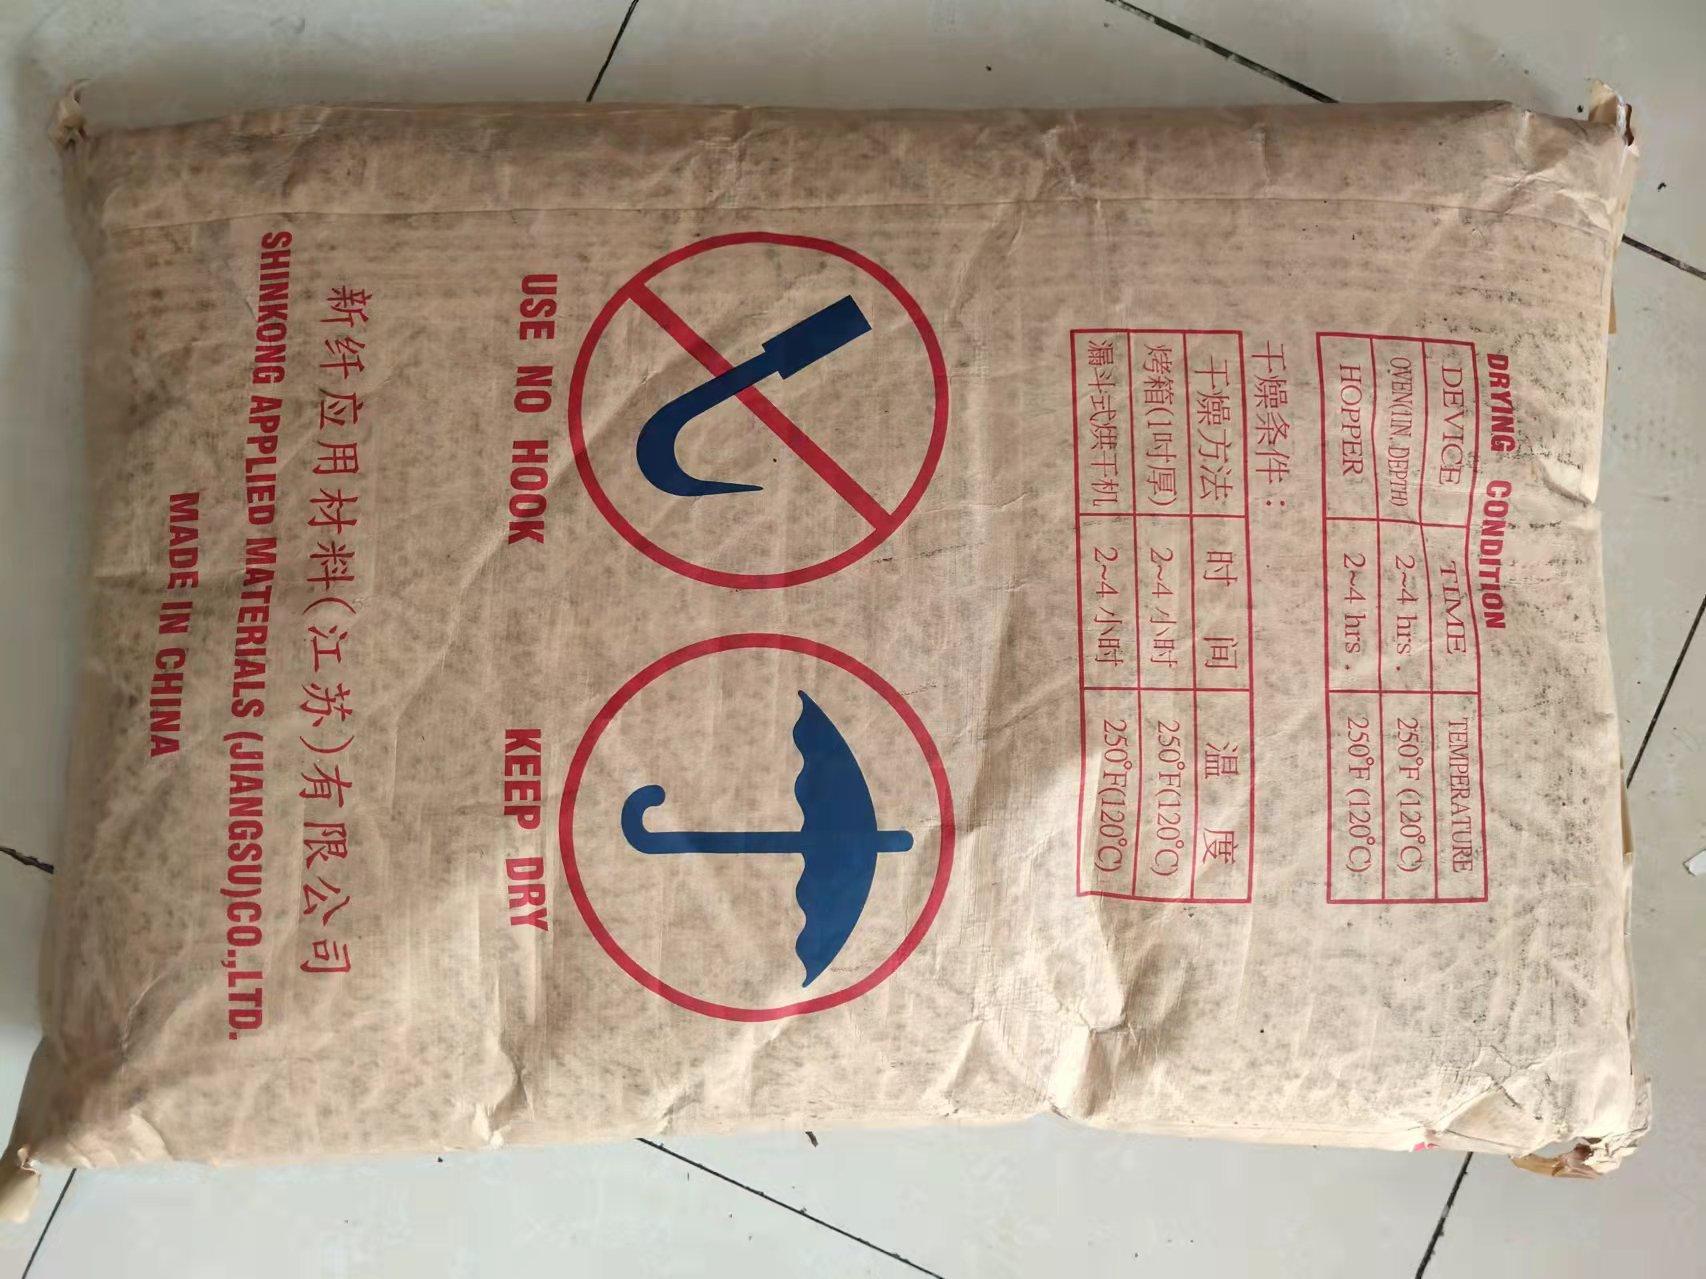 DRYING CONDITION
DEVICE TIME TEMPERATURE
OVEN(1IN.DEPTH) 2~4 hrs. 250°F (120°C)
HOPPER 2~4 hrs. 250°F (120°C)
干燥条件：
干燥方法 时间 温度
烤箱(1吋厚) 2~4小时 250°F(120°C)
漏斗式烘干机 2~4小时 250°F(120°C)
USE NO HOOK KEEP DRY
新纤应用材料(江苏)有限公司
SHINKONG APPLIED MATERIALS (JIANGSU)CO.,LTD.
MADE IN CHINA